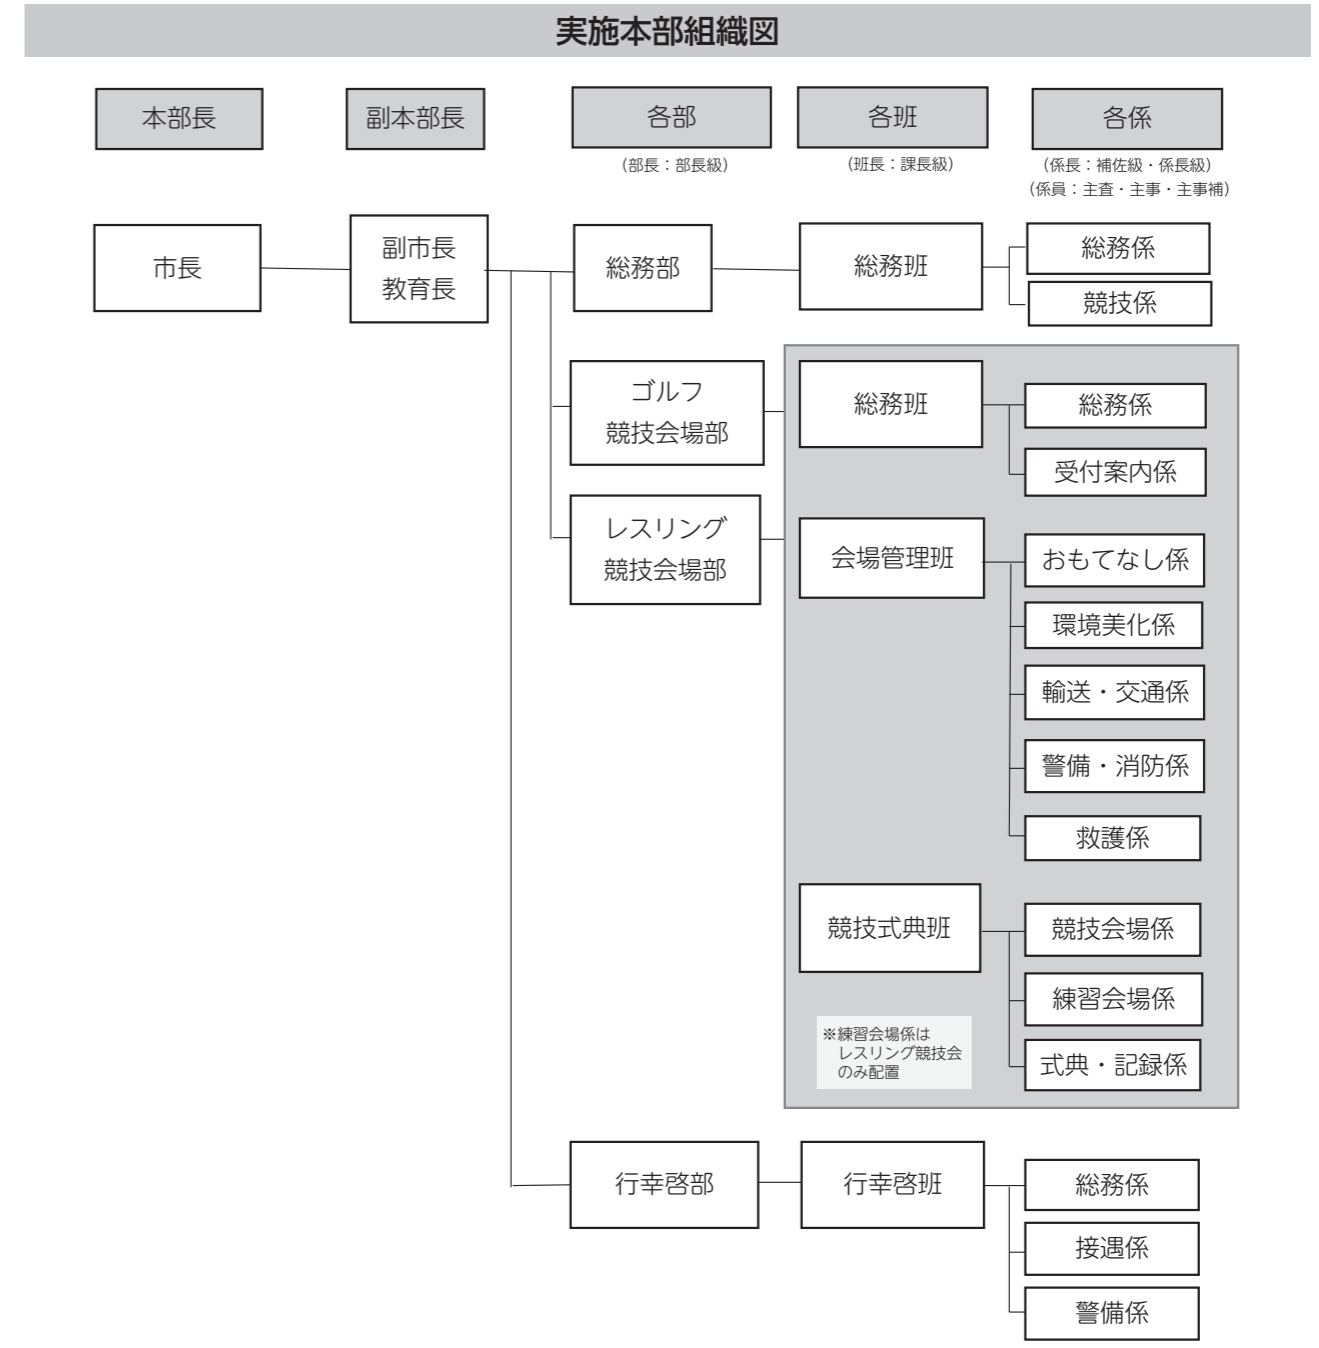 実施本部組織図
本部長
副本部長
各部
各班
各係
（部長：部長級）
（班長：課長級）
（係長：補佐級・係長級）
（係員：主査・主事・主事補）
市長
副市長
教育長
総務部
総務班
総務係
競技係
ゴルフ
競技会場部
レスリング
競技会場部
総務班
総務係
受付案内係
会場管理班
おもてなし係
環境美化係
輸送・交通係
警備・消防係
救護係
競技式典班
競技会場係
練習会場係
式典・記録係
※練習会場係は
レスリング競技会
のみ配置
行幸啓部
行幸啓班
総務係
接遇係
警備係